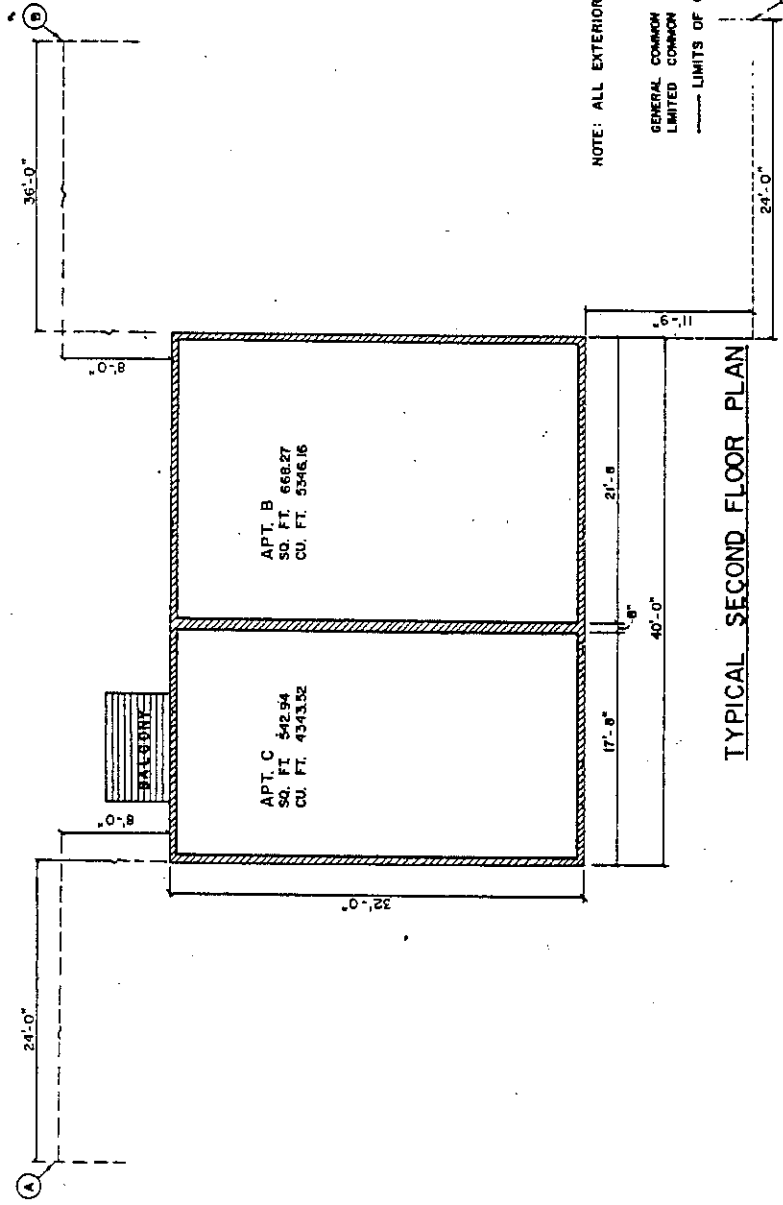 B
36'-0"
8'-0"
24'-0"
A
8'-0"
BALCONY
32'-0"
APT. C
SQ. FT. 542.94
CU. FT. 4343.52
APT. B
SQ. FT. 668.27
CU. FT. 5346.16
17'-8"
21'-8
40'-0"
11'-9"
24'-0"
NOTE: ALL EXTERIOR
GENERAL COMMON
LIMITED COMMON
LIMITS OF
TYPICAL SECOND FLOOR PLAN